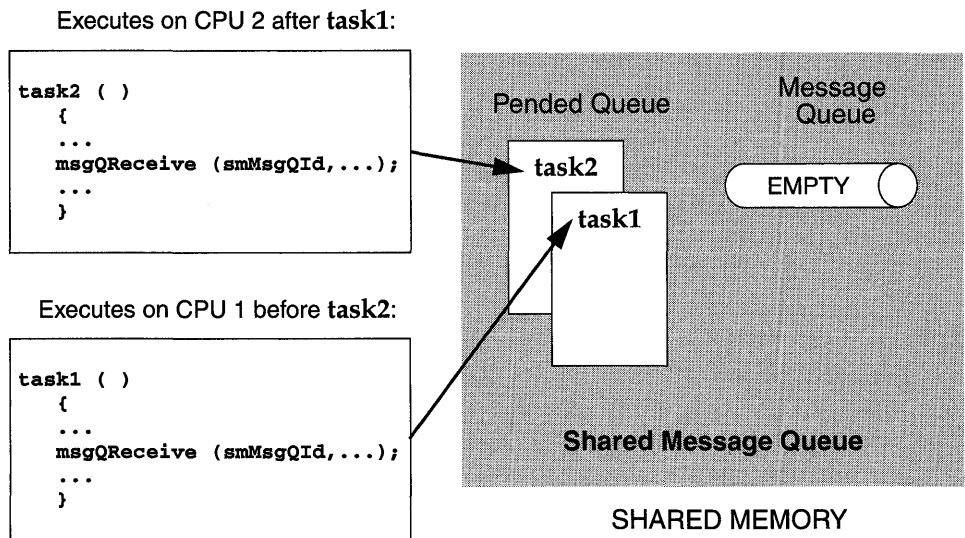 Executes on CPU 2 after task1:
task2 ( )
{
...
msgQReceive (smMsgQId,...);
...
}
Executes on CPU 1 before task2:
task1 ( )
{
...
msgQReceive (smMsgQId,...);
...
}
Pended Queue
task2
task1
Message
Queue
EMPTY
Shared Message Queue
SHARED MEMORY